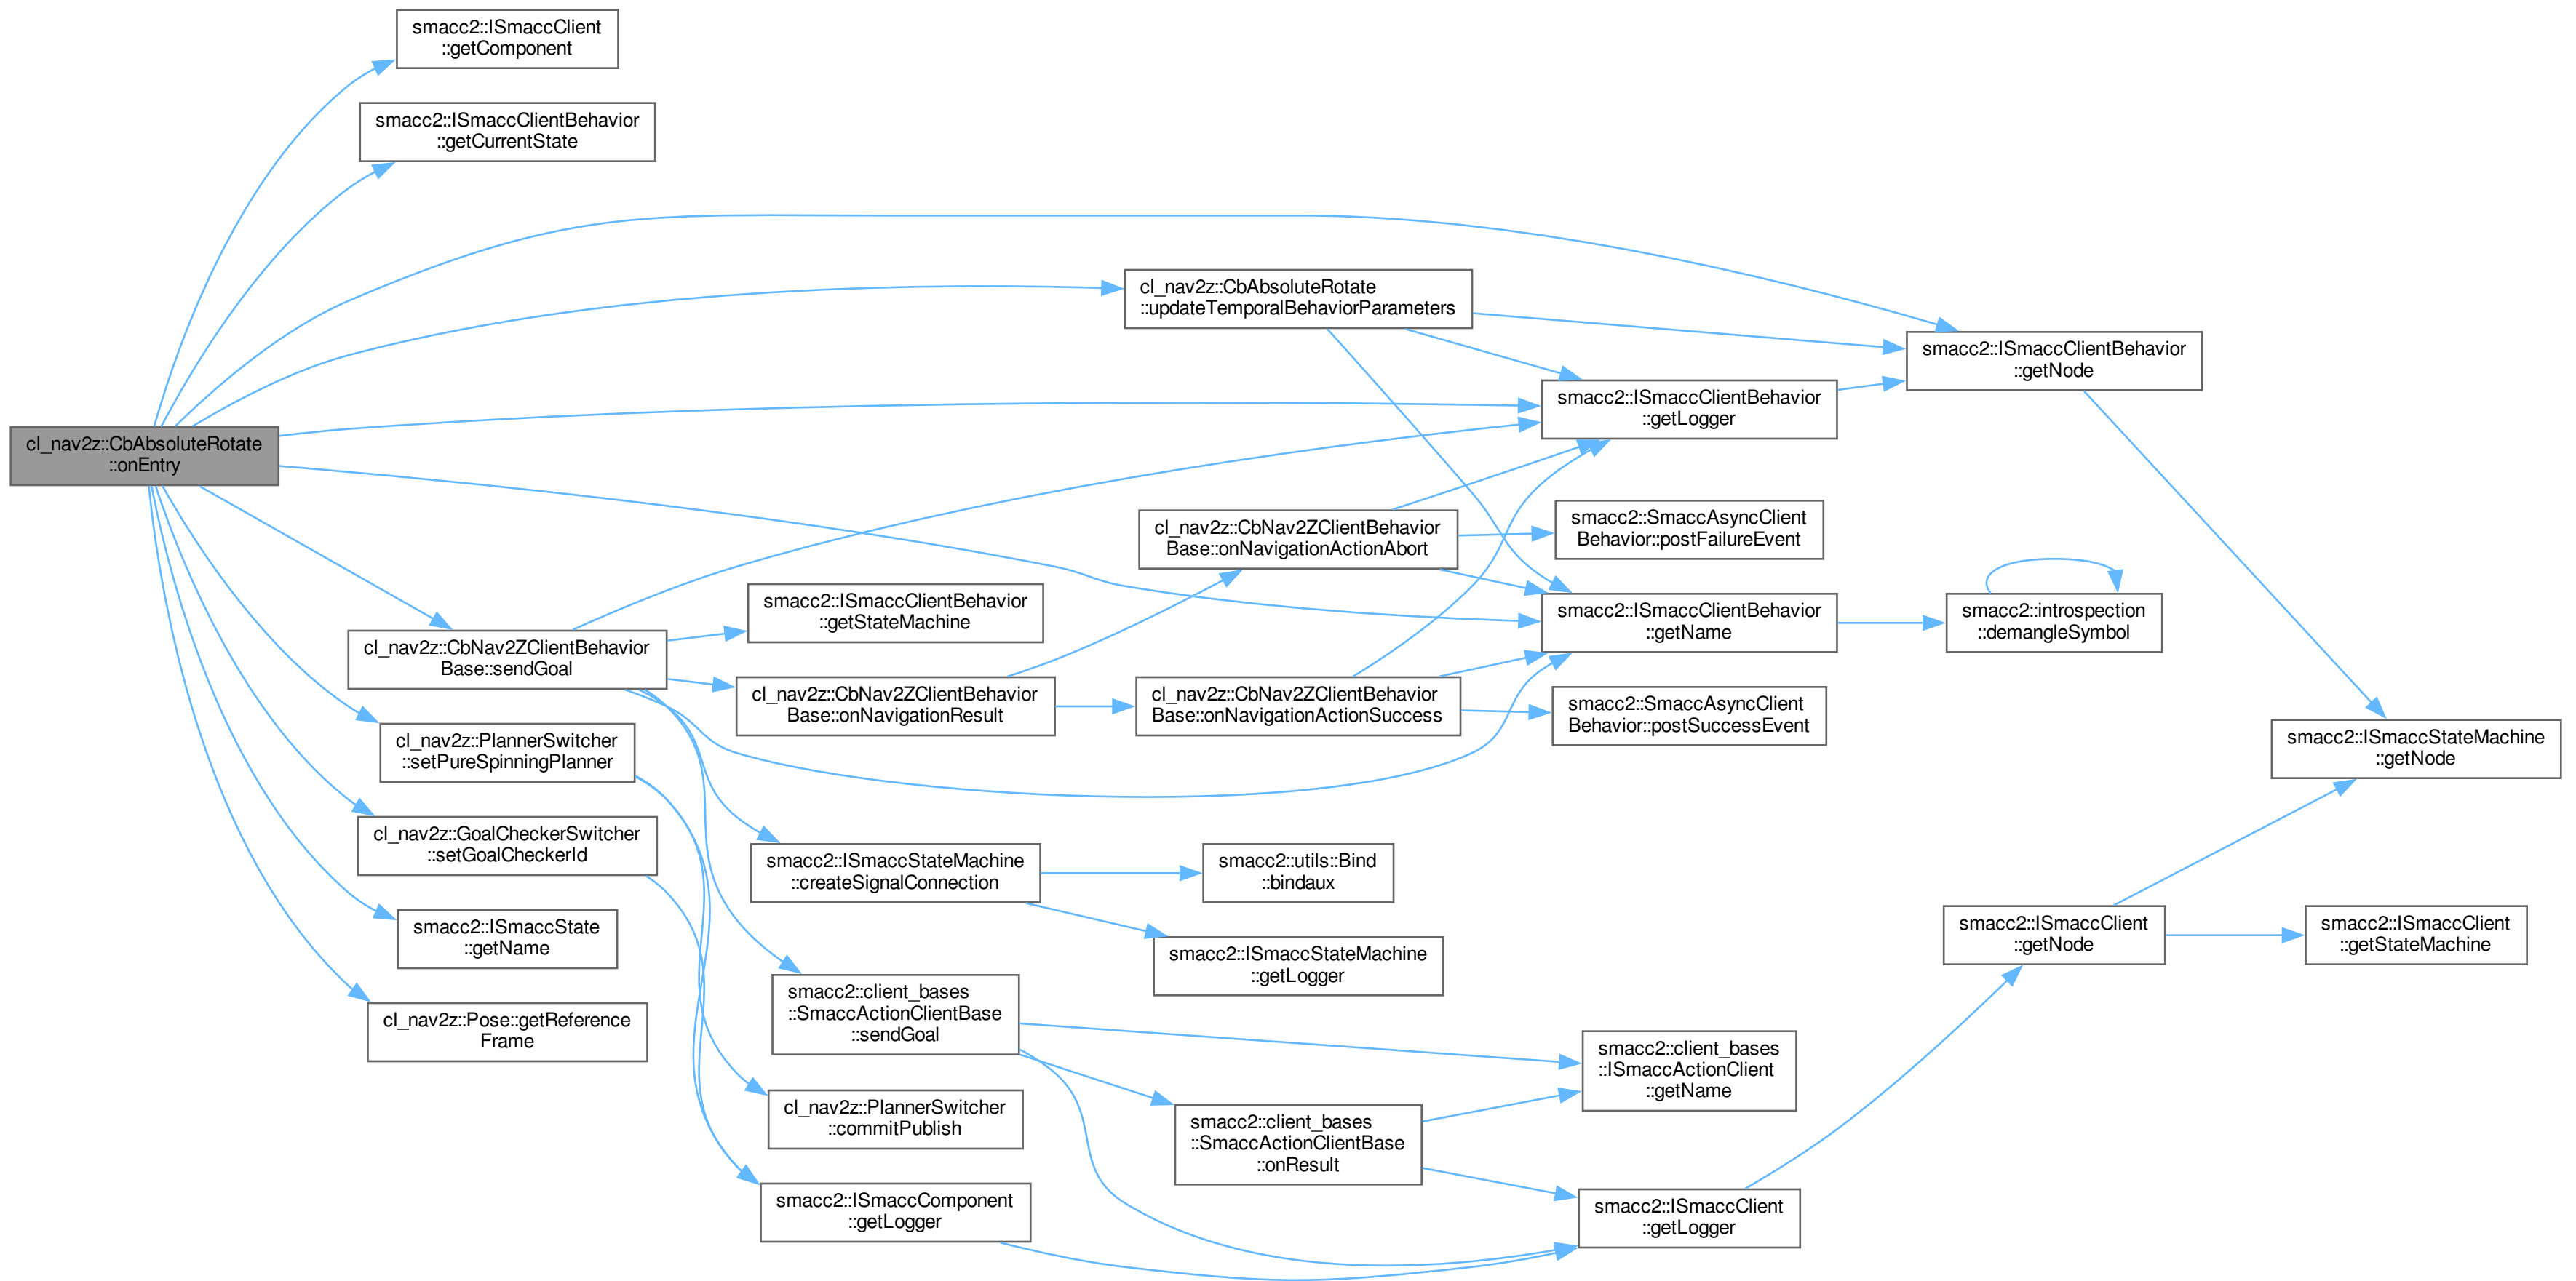 smacc2::ISmaccClient
::getComponent
smacc2::ISmaccClientBehavior
::getCurrentState
cl_nav2z::CbAbsoluteRotate
::updateTemporalBehaviorParameters
smacc2::ISmaccClientBehavior
::getNode
smacc2::ISmaccClientBehavior
::getLogger
cl_nav2z::CbAbsoluteRotate
::onEntry
cl_nav2z::CbNav2ZClientBehavior
Base::onNavigationActionAbort
smacc2::SmaccAsyncClient
Behavior::postFailureEvent
smacc2::ISmaccClientBehavior
::getStateMachine
smacc2::ISmaccClientBehavior
::getName
smacc2::introspection
::demangleSymbol
cl_nav2z::CbNav2ZClientBehavior
Base::sendGoal
cl_nav2z::CbNav2ZClientBehavior
Base::onNavigationResult
cl_nav2z::CbNav2ZClientBehavior
Base::onNavigationActionSuccess
smacc2::SmaccAsyncClient
Behavior::postSuccessEvent
cl_nav2z::PlannerSwitcher
::setPureSpinningPlanner
smacc2::ISmaccStateMachine
::getNode
cl_nav2z::GoalCheckerSwitcher
::setGoalCheckerId
smacc2::ISmaccStateMachine
::createSignalConnection
smacc2::utils::Bind
::bindaux
smacc2::ISmaccState
::getName
smacc2::ISmaccStateMachine
::getLogger
smacc2::ISmaccClient
::getNode
smacc2::ISmaccClient
::getStateMachine
cl_nav2z::Pose::getReference
Frame
smacc2::client_bases
::SmaccActionClientBase
::sendGoal
smacc2::client_bases
::ISmaccActionClient
::getName
cl_nav2z::PlannerSwitcher
::commitPublish
smacc2::client_bases
::SmaccActionClientBase
::onResult
smacc2::ISmaccComponent
::getLogger
smacc2::ISmaccClient
::getLogger